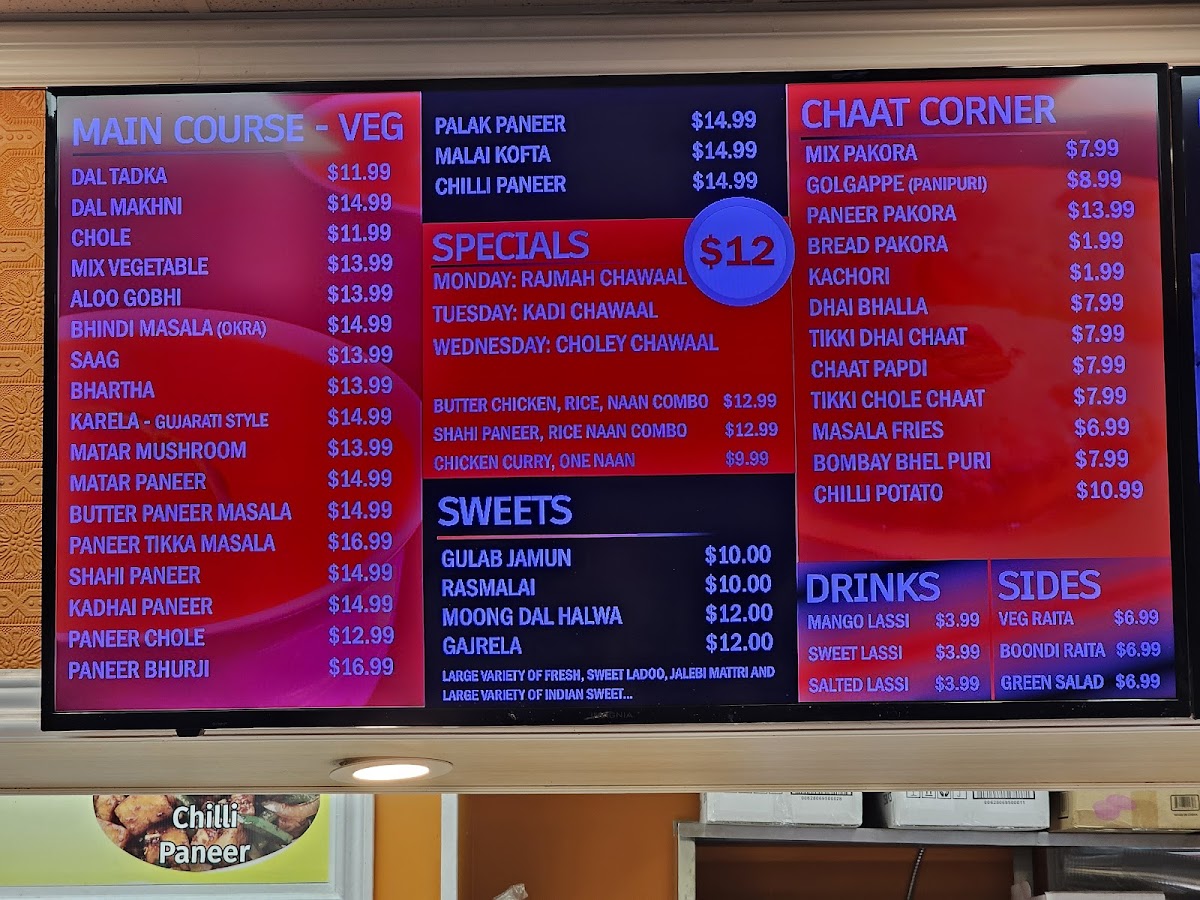 MAIN COURSE - VEG
DAL TADKA $11.99
DAL MAKHNI $14.99
CHOLE $11.99
MIX VEGETABLE $13.99
ALOO GOBHI $13.99
BHINDI MASALA (OKRA) $14.99
SAAG $13.99
BHARTHA $13.99
KARELA - GUJARATI STYLE $14.99
MATAR MUSHROOM $13.99
MATAR PANEER $14.99
BUTTER PANEER MASALA $14.99
PANEER TIKKA MASALA $16.99
SHAHI PANEER $14.99
KADHAI PANEER $14.99
PANEER CHOLE $12.99
PANEER BHURJI $16.99
PALAK PANEER $14.99
MALAI KOFTA $14.99
CHILLI PANEER $14.99
SPECIALS $12
MONDAY: RAJMAH CHAWAAL
TUESDAY: KADI CHAWAAL
WEDNESDAY: CHOLEY CHAWAAL
BUTTER CHICKEN, RICE, NAAN COMBO $12.99
SHAHI PANEER, RICE NAAN COMBO $12.99
CHICKEN CURRY, ONE NAAN $9.99
SWEETS
GULAB JAMUN $10.00
RASMALAI $10.00
MOONG DAL HALWA $12.00
GAJRELA $12.00
LARGE VARIETY OF FRESH, SWEET LADOO, JALEBI MATTRI AND
LARGE VARIETY OF INDIAN SWEET...
CHAAT CORNER
MIX PAKORA $7.99
GOLGAPPE (PANIPURI) $8.99
PANEER PAKORA $13.99
BREAD PAKORA $1.99
KACHORI $1.99
DHAI BHALLA $7.99
TIKKI DHAI CHAAT $7.99
CHAAT PAPDI $7.99
TIKKI CHOLE CHAAT $7.99
MASALA FRIES $6.99
BOMBAY BHEL PURI $7.99
CHILLI POTATO $10.99
DRINKS
MANGO LASSI $3.99
SWEET LASSI $3.99
SALTED LASSI $3.99
SIDES
VEG RAITA $6.99
BOONDI RAITA $6.99
GREEN SALAD $6.99
Chilli
Paneer